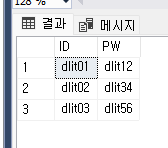 128 %
결과 메시지
ID PW
1 dlit01 dlit12
2 dlit02 dlit34
3 dlit03 dlit56